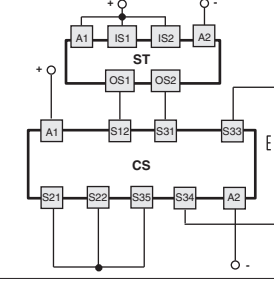 + -
A1 IS1 IS2 A2
ST
OS1 OS2
+
A1 S12 S31 S33
E
CS
S21 S22 S35 S34 A2
-